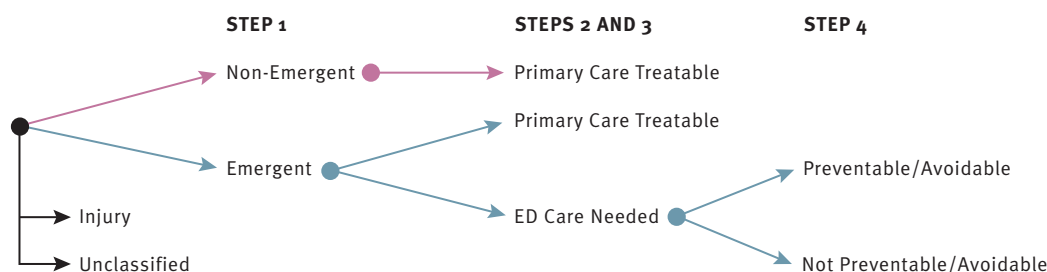 STEP 1
STEPS 2 AND 3
STEP 4
Non-Emergent
Primary Care Treatable
Primary Care Treatable
Emergent
Preventable/Avoidable
Injury
ED Care Needed
Unclassified
Not Preventable/Avoidable